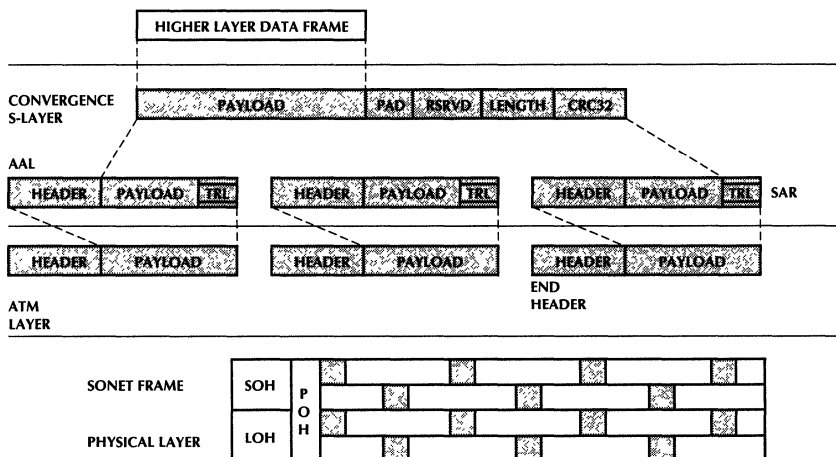 HIGHER LAYER DATA FRAME
CONVERGENCE
S-LAYER
PAYLOAD PAD RSRVD LENGTH CRC32
AAL
HEADER PAYLOAD TRL HEADER PAYLOAD TRL HEADER PAYLOAD TRL SAR
HEADER PAYLOAD HEADER PAYLOAD HEADER PAYLOAD
ATM
LAYER
END
HEADER
SONET FRAME SOH
POH
PHYSICAL LAYER LOH